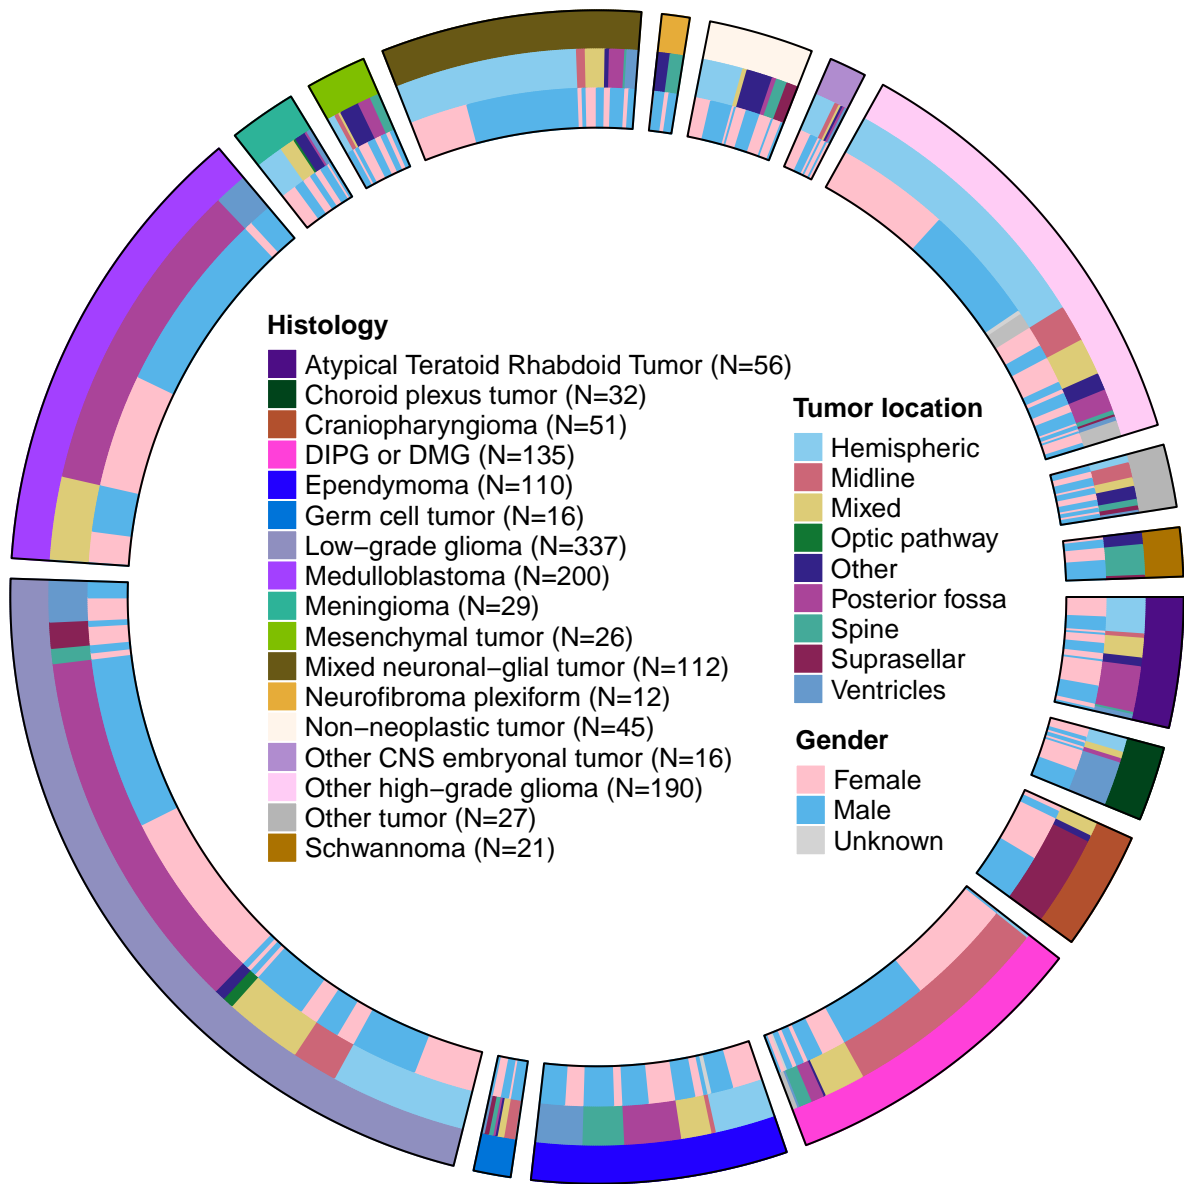 Histology
Atypical Teratoid Rhabdoid Tumor (N=56)
Choroid plexus tumor (N=32)
Craniopharyngioma (N=51)
DIPG or DMG (N=135)
Ependymoma (N=110)
Germ cell tumor (N=16)
Low−grade glioma (N=337)
Medulloblastoma (N=200)
Meningioma (N=29)
Mesenchymal tumor (N=26)
Mixed neuronal−glial tumor (N=112)
Neurofibroma plexiform (N=12)
Non−neoplastic tumor (N=45)
Other CNS embryonal tumor (N=16)
Other high−grade glioma (N=190)
Other tumor (N=27)
Schwannoma (N=21)
Tumor location
Hemispheric
Midline
Mixed
Optic pathway
Other
Posterior fossa
Spine
Suprasellar
Ventricles
Gender
Female
Male
Unknown